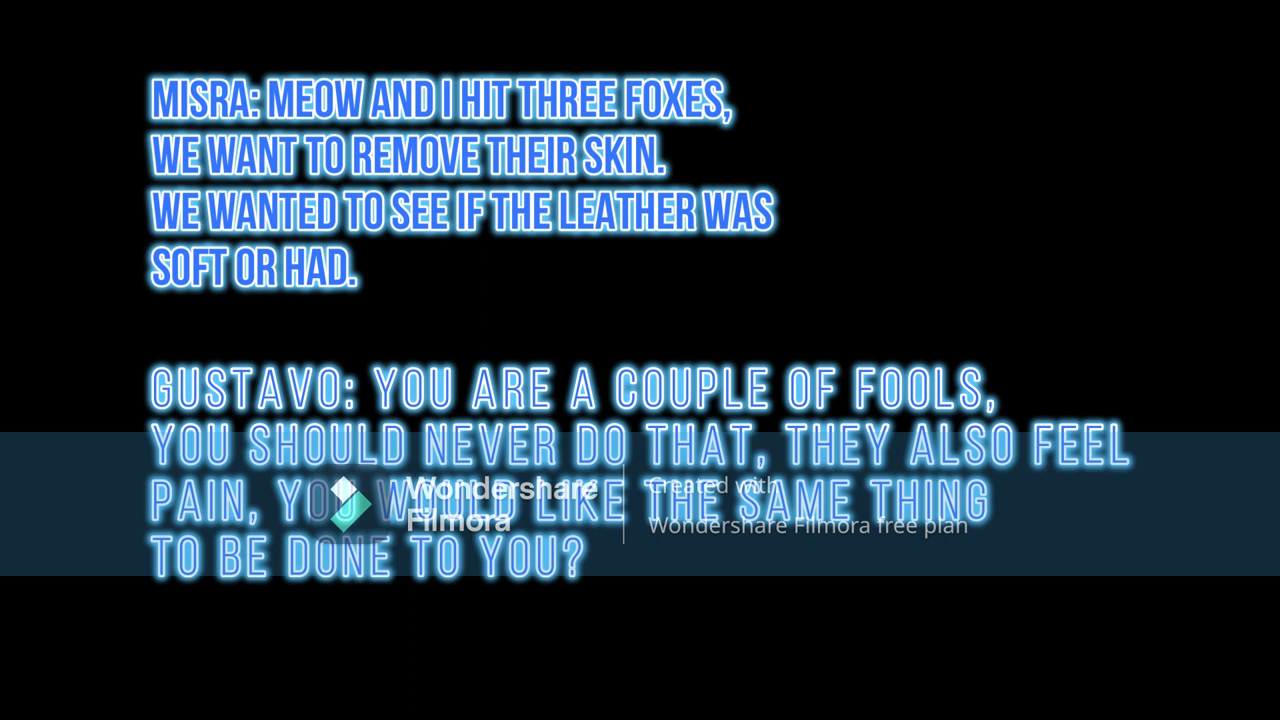 MISRA: MEOW AND I HIT THREE FOXES,
WE WANT TO REMOVE THEIR SKIN.
WE WANTED TO SEE IF THE LEATHER WAS
SOFT OR HAD.
GUSTAVO: YOU ARE A COUPLE OF FOOLS,
YOU SHOULD NEVER DO THAT, THEY ALSO FEEL
PAIN, YOU WOULD LIKE THE SAME THING
TO BE DONE TO YOU?
Wondershare
Filmora
Created with
Wondershare Filmora free plan